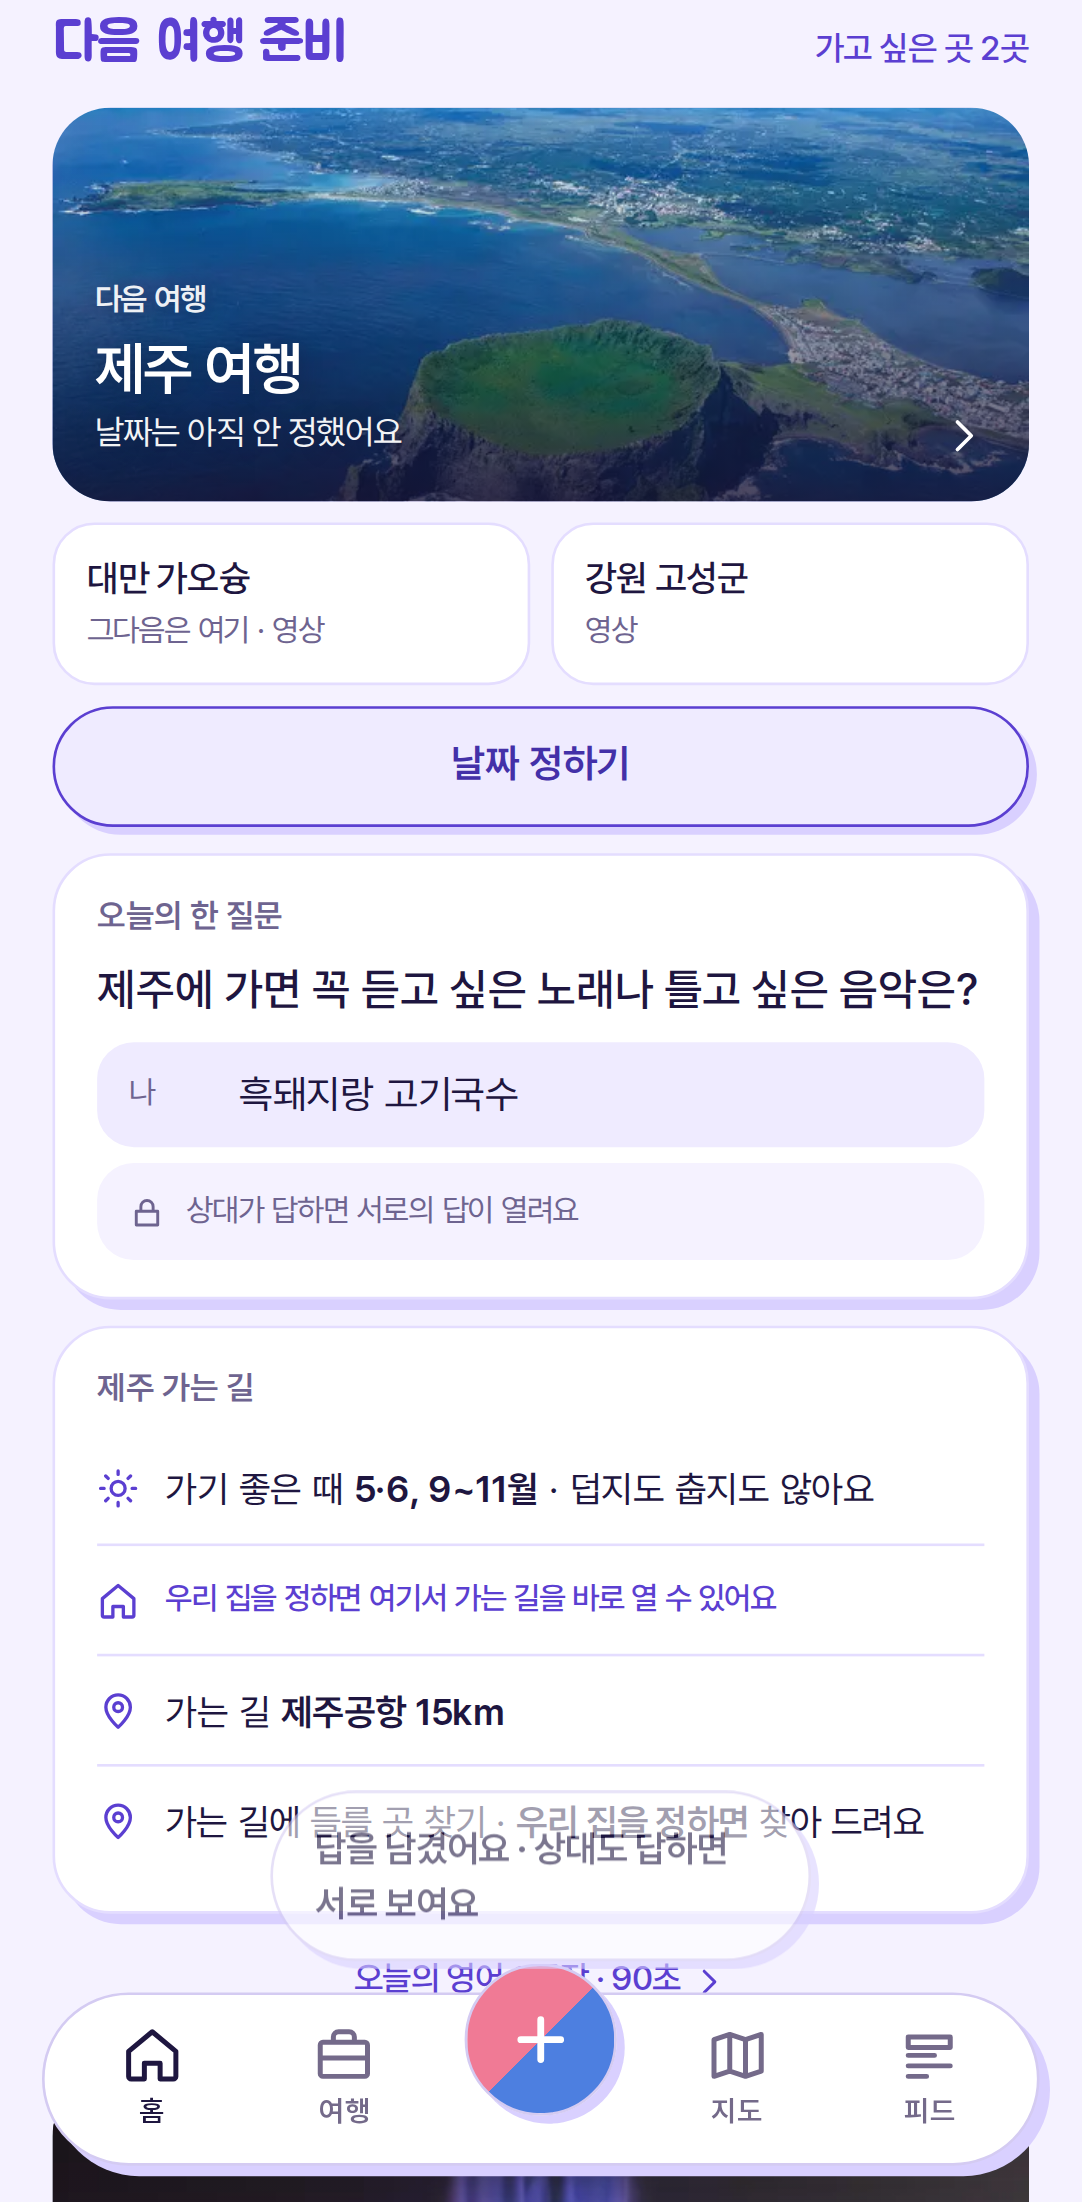 다음 여행 준비
가고 싶은 곳 2곳
다음 여행
제주 여행
날짜는 아직 안 정했어요
대만 가오슝
그다음은 여기 · 영상
강원 고성군
영상
날짜 정하기
오늘의 한 질문
제주에 가면 꼭 듣고 싶은 노래나 틀고 싶은 음악은?
나 흑돼지랑 고기국수
상대가 답하면 서로의 답이 열려요
제주 가는 길
가기 좋은 때 5·6, 9~11월 · 덥지도 춥지도 않아요
우리 집을 정하면 여기서 가는 길을 바로 열 수 있어요
가는 길 제주공항 15km
가는 길에 들를 곳 찾기 · 우리 집을 정하면 찾아 드려요
답을 담겼어요 · 상대도 답하면
서로 보여요
오늘의 영어 · 90초
홈
여행
지도
피드